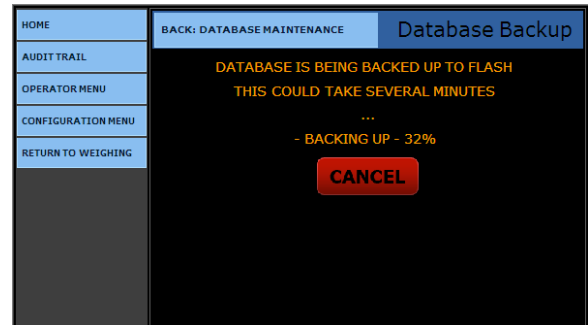 HOME
AUDIT TRAIL
OPERATOR MENU
CONFIGURATION MENU
RETURN TO WEIGHING
BACK: DATABASE MAINTENANCE
Database Backup
DATABASE IS BEING BACKED UP TO FLASH
THIS COULD TAKE SEVERAL MINUTES
...
- BACKING UP - 32%
CANCEL